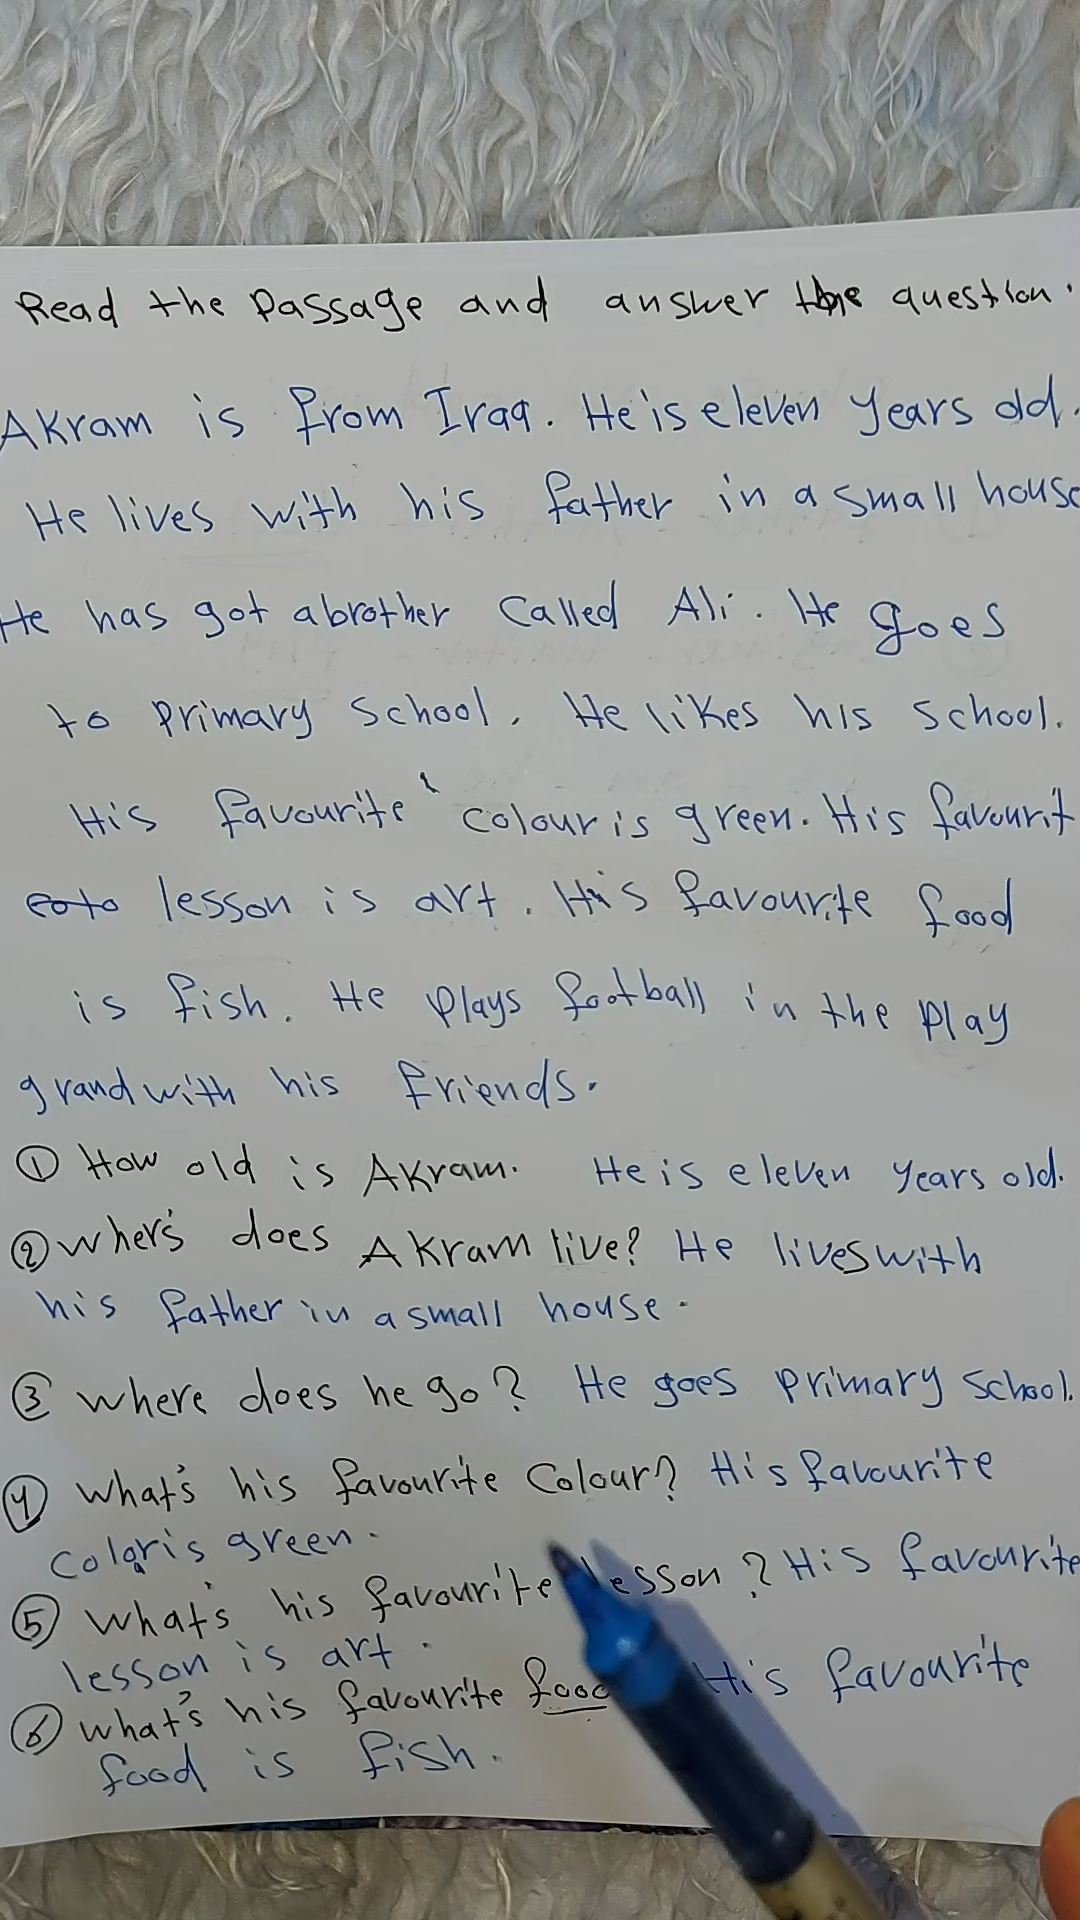 Read the Passage and answer the question.
Akram is from Iraq. He is eleven years old.
He lives with his father in a small house
He has got abrother Called Ali. He goes
to Primary School. He likes his school.
His favourite colour is green. His favourit
lesson is art. His favourite food
is fish. He plays football in the play
grand with his friends.
① How old is Akram. He is eleven years old.
② wher's does Akram live? He lives with
his father in a small house.
③ where does he go? He goes primary School.
④ what's his favourite Colour? His favourite
Color is green.
⑤ what's his favourite lesson? His favourite
lesson is art.
⑥ what's his favourite food His favourite
food is fish.